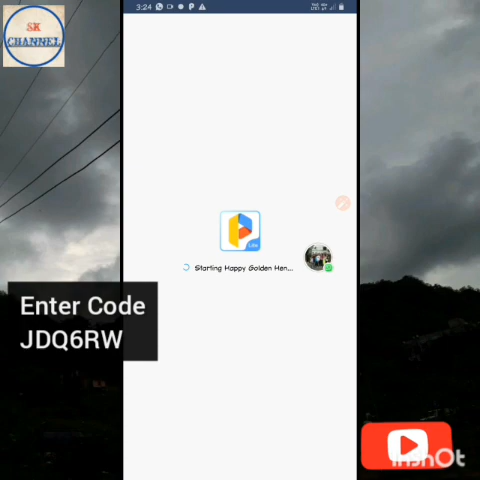 SK
CHANNEL
3:24
Lite
Starting Happy Golden Hen...
Enter Code
JDQ6RW
InShOt